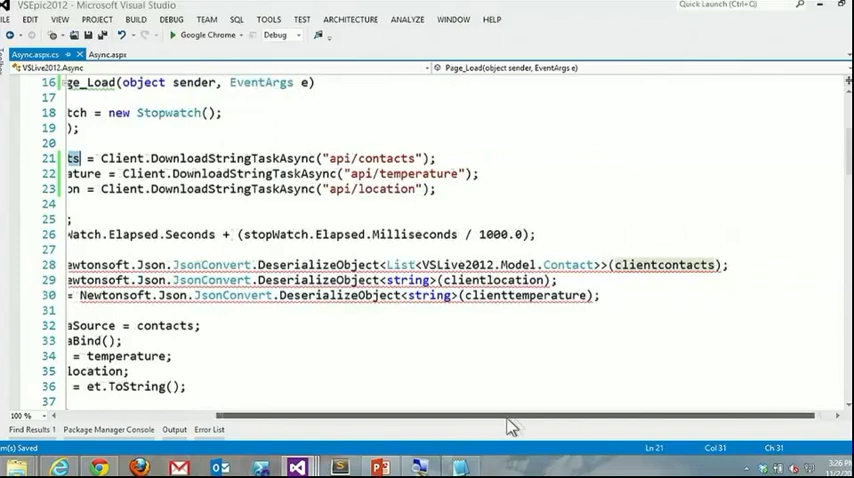 VSEpic2012 - Microsoft Visual Studio
Quick Launch (Ctrl+Q)
ILE EDIT VIEW PROJECT BUILD DEBUG TEAM SQL TOOLS TEST ARCHITECTURE ANALYZE WINDOW HELP
Google Chrome Debug
Async.aspx.cs Async.aspx
VSLive2012.Async Page_Load(object sender, EventArgs e)
16 ge_Load(object sender, EventArgs e)
17
18 tch = new Stopwatch();
19 );
20
21 ts = Client.DownloadStringTaskAsync("api/contacts");
22 ature = Client.DownloadStringTaskAsync("api/temperature");
23 on = Client.DownloadStringTaskAsync("api/location");
24
25 ;
26 Watch.Elapsed.Seconds + (stopWatch.Elapsed.Milliseconds / 1000.0);
27
28 ewtonsoft.Json.JsonConvert.DeserializeObject<List<VSLive2012.Model.Contact>>(clientcontacts);
29 ewtonsoft.Json.JsonConvert.DeserializeObject<string>(clientlocation);
30 = Newtonsoft.Json.JsonConvert.DeserializeObject<string>(clienttemperature);
31
32 aSource = contacts;
33 aBind();
34 = temperature;
35 location;
36 = et.ToString();
37
100 %
Find Results 1 Package Manager Console Output Error List
m(s) Saved Ln 21 Col 31 Ch 31
3:26 PM